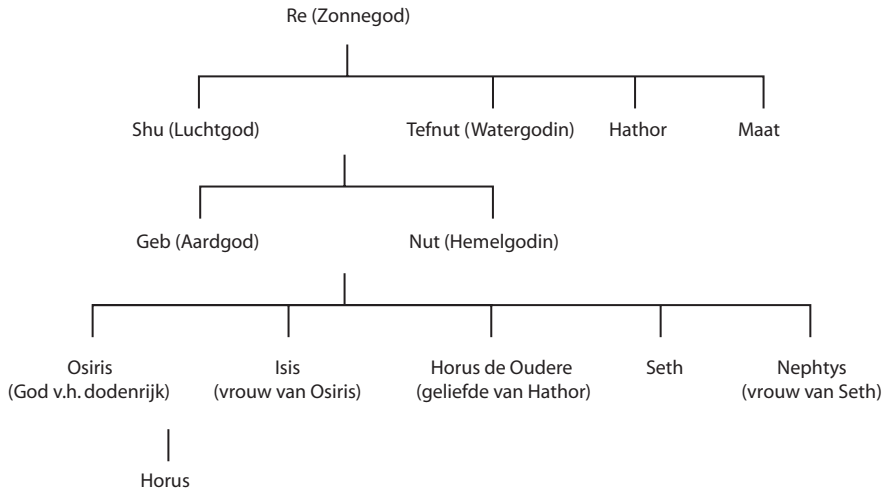 Re (Zonnegod)
Shu (Luchtgod) Tefnut (Watergodin) Hathor Maat
Geb (Aardgod) Nut (Hemelgodin)
Osiris Isis Horus de Oudere Seth Nephtys
(God v.h. dodenrijk) (vrouw van Osiris) (geliefde van Hathor) (vrouw van Seth)
Horus